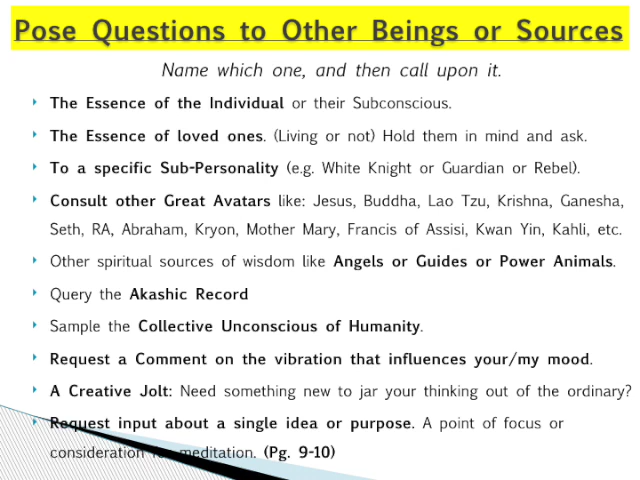 Pose Questions to Other Beings or Sources
Name which one, and then call upon it.
The Essence of the Individual or their Subconscious.
The Essence of loved ones. (Living or not) Hold them in mind and ask.
To a specific Sub-Personality (e.g. White Knight or Guardian or Rebel).
Consult other Great Avatars like: Jesus, Buddha, Lao Tzu, Krishna, Ganesha,
Seth, RA, Abraham, Kryon, Mother Mary, Francis of Assisi, Kwan Yin, Kahli, etc.
Other spiritual sources of wisdom like Angels or Guides or Power Animals.
Query the Akashic Record
Sample the Collective Unconscious of Humanity.
Request a Comment on the vibration that influences your/my mood.
A Creative Jolt: Need something new to jar your thinking out of the ordinary?
Request input about a single idea or purpose. A point of focus or
consideration for meditation. (Pg. 9-10)